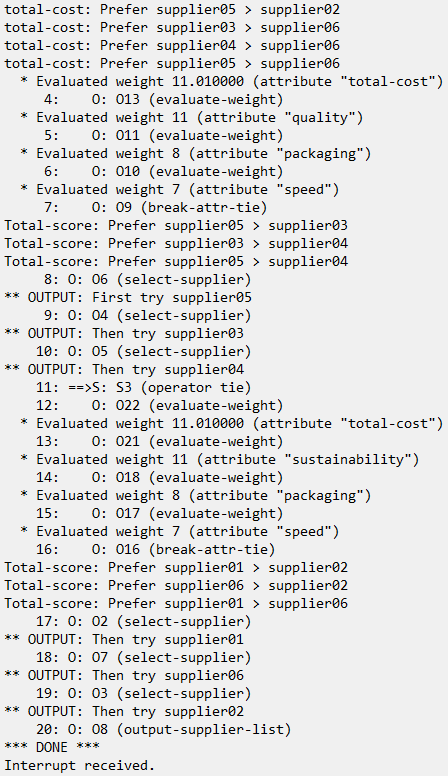 total-cost: Prefer supplier05 > supplier02
total-cost: Prefer supplier03 > supplier06
total-cost: Prefer supplier04 > supplier06
total-cost: Prefer supplier05 > supplier06
  * Evaluated weight 11.010000 (attribute "total-cost")
     4:    O: O13 (evaluate-weight)
  * Evaluated weight 11 (attribute "quality")
     5:    O: O11 (evaluate-weight)
  * Evaluated weight 8 (attribute "packaging")
     6:    O: O10 (evaluate-weight)
  * Evaluated weight 7 (attribute "speed")
     7:    O: O9 (break-attr-tie)
Total-score: Prefer supplier05 > supplier03
Total-score: Prefer supplier03 > supplier04
Total-score: Prefer supplier05 > supplier04
     8: O: O6 (select-supplier)
** OUTPUT: First try supplier05
     9: O: O4 (select-supplier)
** OUTPUT: Then try supplier03
    10: O: O5 (select-supplier)
** OUTPUT: Then try supplier04
    11: ==>S: S3 (operator tie)
    12:    O: O22 (evaluate-weight)
  * Evaluated weight 11.010000 (attribute "total-cost")
    13:    O: O21 (evaluate-weight)
  * Evaluated weight 11 (attribute "sustainability")
    14:    O: O18 (evaluate-weight)
  * Evaluated weight 8 (attribute "packaging")
    15:    O: O17 (evaluate-weight)
  * Evaluated weight 7 (attribute "speed")
    16:    O: O16 (break-attr-tie)
Total-score: Prefer supplier01 > supplier02
Total-score: Prefer supplier06 > supplier02
Total-score: Prefer supplier01 > supplier06
    17: O: O2 (select-supplier)
** OUTPUT: Then try supplier01
    18: O: O7 (select-supplier)
** OUTPUT: Then try supplier06
    19: O: O3 (select-supplier)
** OUTPUT: Then try supplier02
    20: O: O8 (output-supplier-list)
*** DONE ***
Interrupt received.